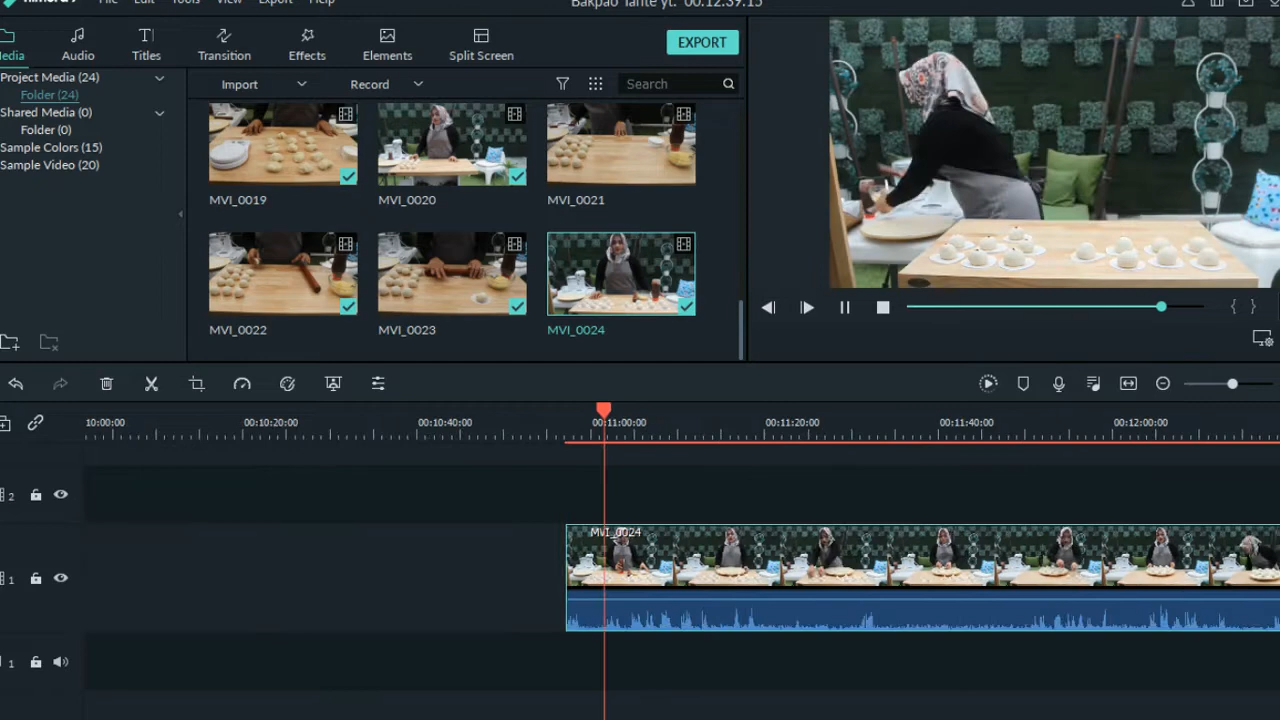 filmora9 File Edit Tools View Export Help
Bakpao Tante yt. : 00:12:39:15
Media Audio Titles Transition Effects Elements Split Screen
EXPORT
Project Media (24)
Folder (24)
Shared Media (0)
Folder (0)
Sample Colors (15)
Sample Video (20)
Import Record Search
MVI_0019 MVI_0020 MVI_0021
MVI_0022 MVI_0023 MVI_0024
{ }
10:00:00 00:10:20:00 00:10:40:00 00:11:00:00 00:11:20:00 00:11:40:00 00:12:00:00
2
MVI_0024
1
1